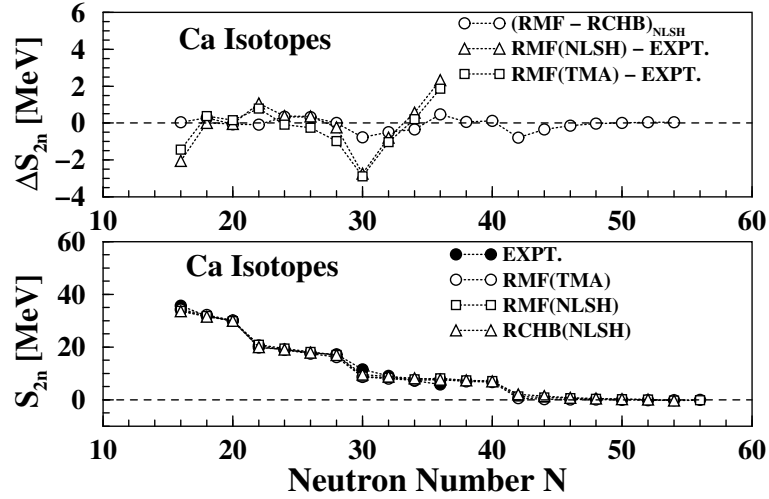 6
4
2
0
−2
−4
ΔS2n [MeV]
Ca Isotopes
(RMF − RCHB)NLSH
RMF(NLSH) − EXPT.
RMF(TMA) − EXPT.
10 20 30 40 50 60
60
40
20
0
S2n [MeV]
Ca Isotopes
EXPT.
RMF(TMA)
RMF(NLSH)
RCHB(NLSH)
10 20 30 40 50 60
Neutron Number N